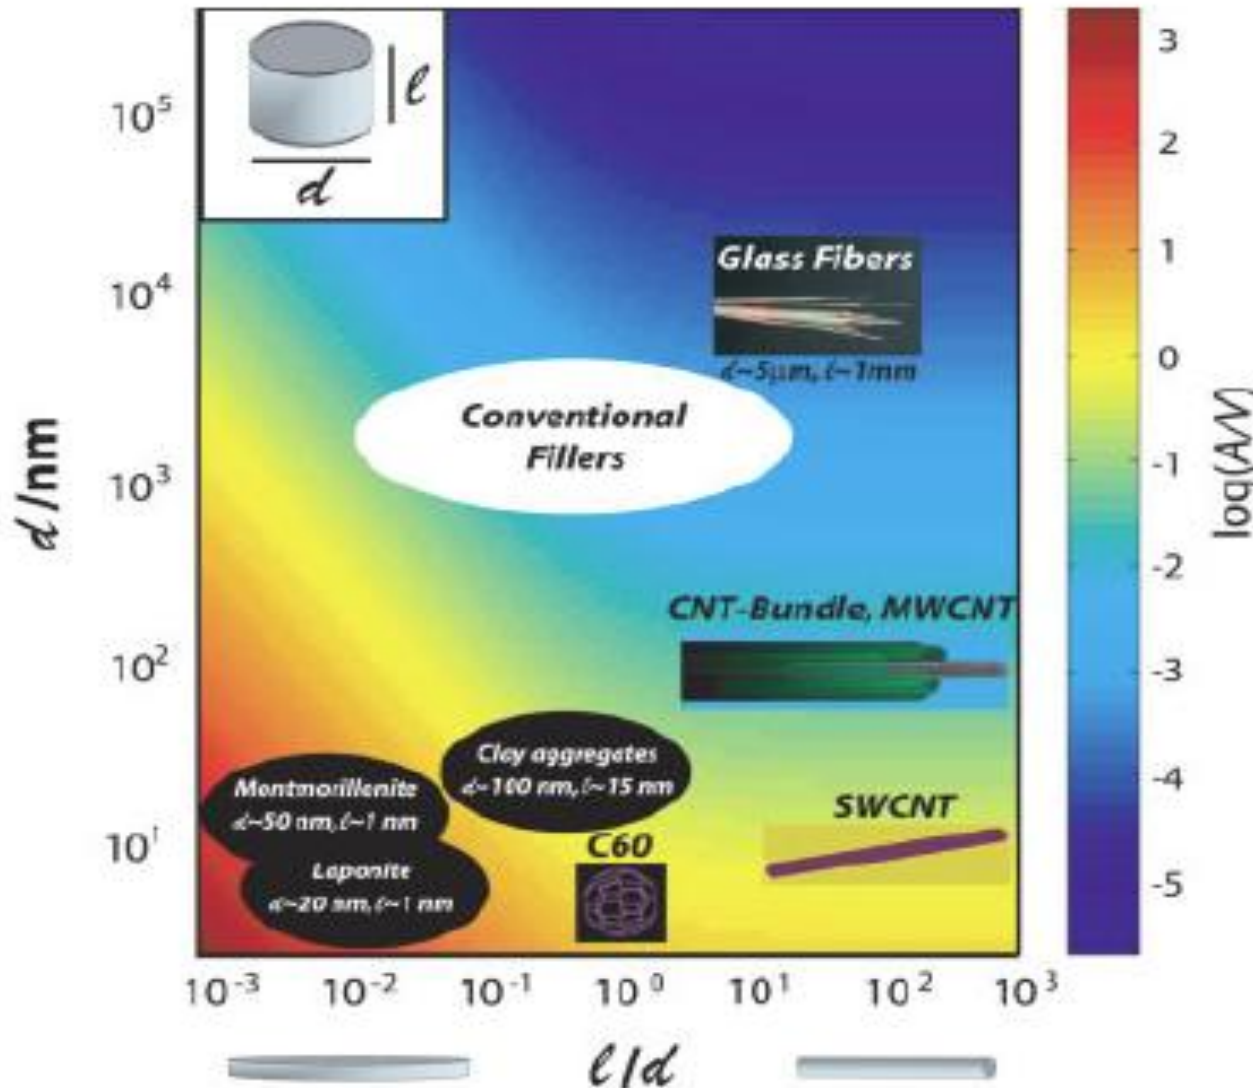 ℓ
d
10⁵
10⁴
10³
10²
10¹
d/nm
Glass Fibers
d~5μm, ℓ~1mm
Conventional
Fillers
CNT-Bundle, MWCNT
Clay aggregates
d~100 nm, ℓ~15 nm
Montmorillenite
d~50 nm, ℓ~1 nm
Laponite
d~20 nm, ℓ~1 nm
C60
SWCNT
10⁻³ 10⁻² 10⁻¹ 10⁰ 10¹ 10² 10³
ℓ/d
3
2
1
0
-1
-2
-3
-4
-5
log(A/V)